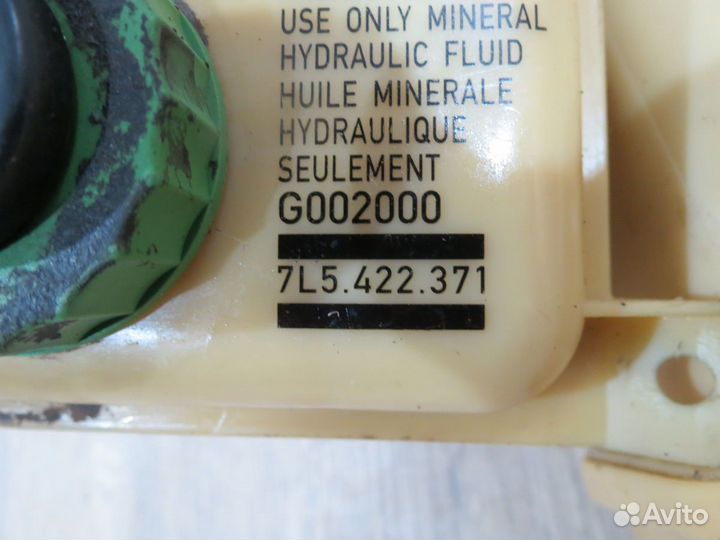 USE ONLY MINERAL
HYDRAULIC FLUID
HUILE MINERALE
HYDRAULIQUE
SEULEMENT
G002000
7L5.422.371
Avito